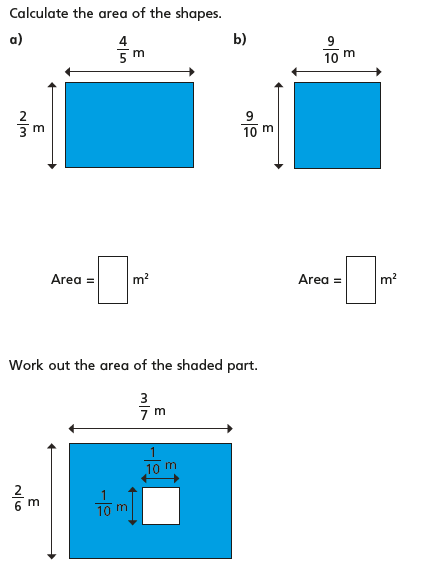 Calculate the area of the shapes.
a)
4/5 m
2/3 m
b)
9/10 m
9/10 m
Area = m²
Area = m²
Work out the area of the shaded part.
3/7 m
1/10 m
1/10 m
2/6 m